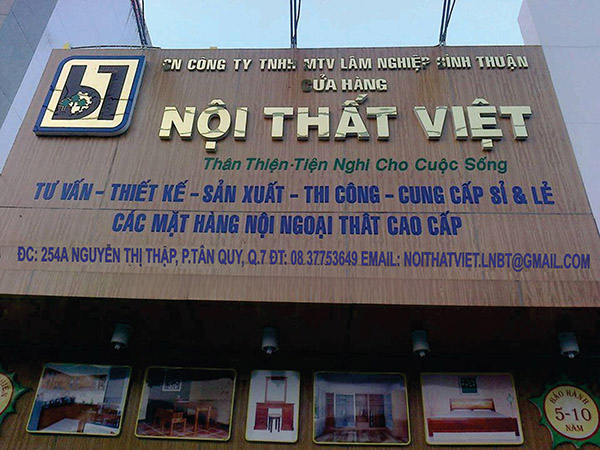 CN CÔNG TY TNHH MTV LÂM NGHIỆP BÌNH THUẬN
CỬA HÀNG
NỘI THẤT VIỆT
Thân Thiện-Tiện Nghi Cho Cuộc Sống
TƯ VẤN - THIẾT KẾ - SẢN XUẤT - THI CÔNG - CUNG CẤP SỈ & LẺ
CÁC MẶT HÀNG NỘI NGOẠI THẤT CAO CẤP
ĐC: 254A NGUYỄN THỊ THẬP, P.TÂN QUY, Q.7 ĐT: 08.37753649 EMAIL: NOITHATVIET.LNBT@GMAIL.COM
BẢO HÀNH
5-10
NĂM